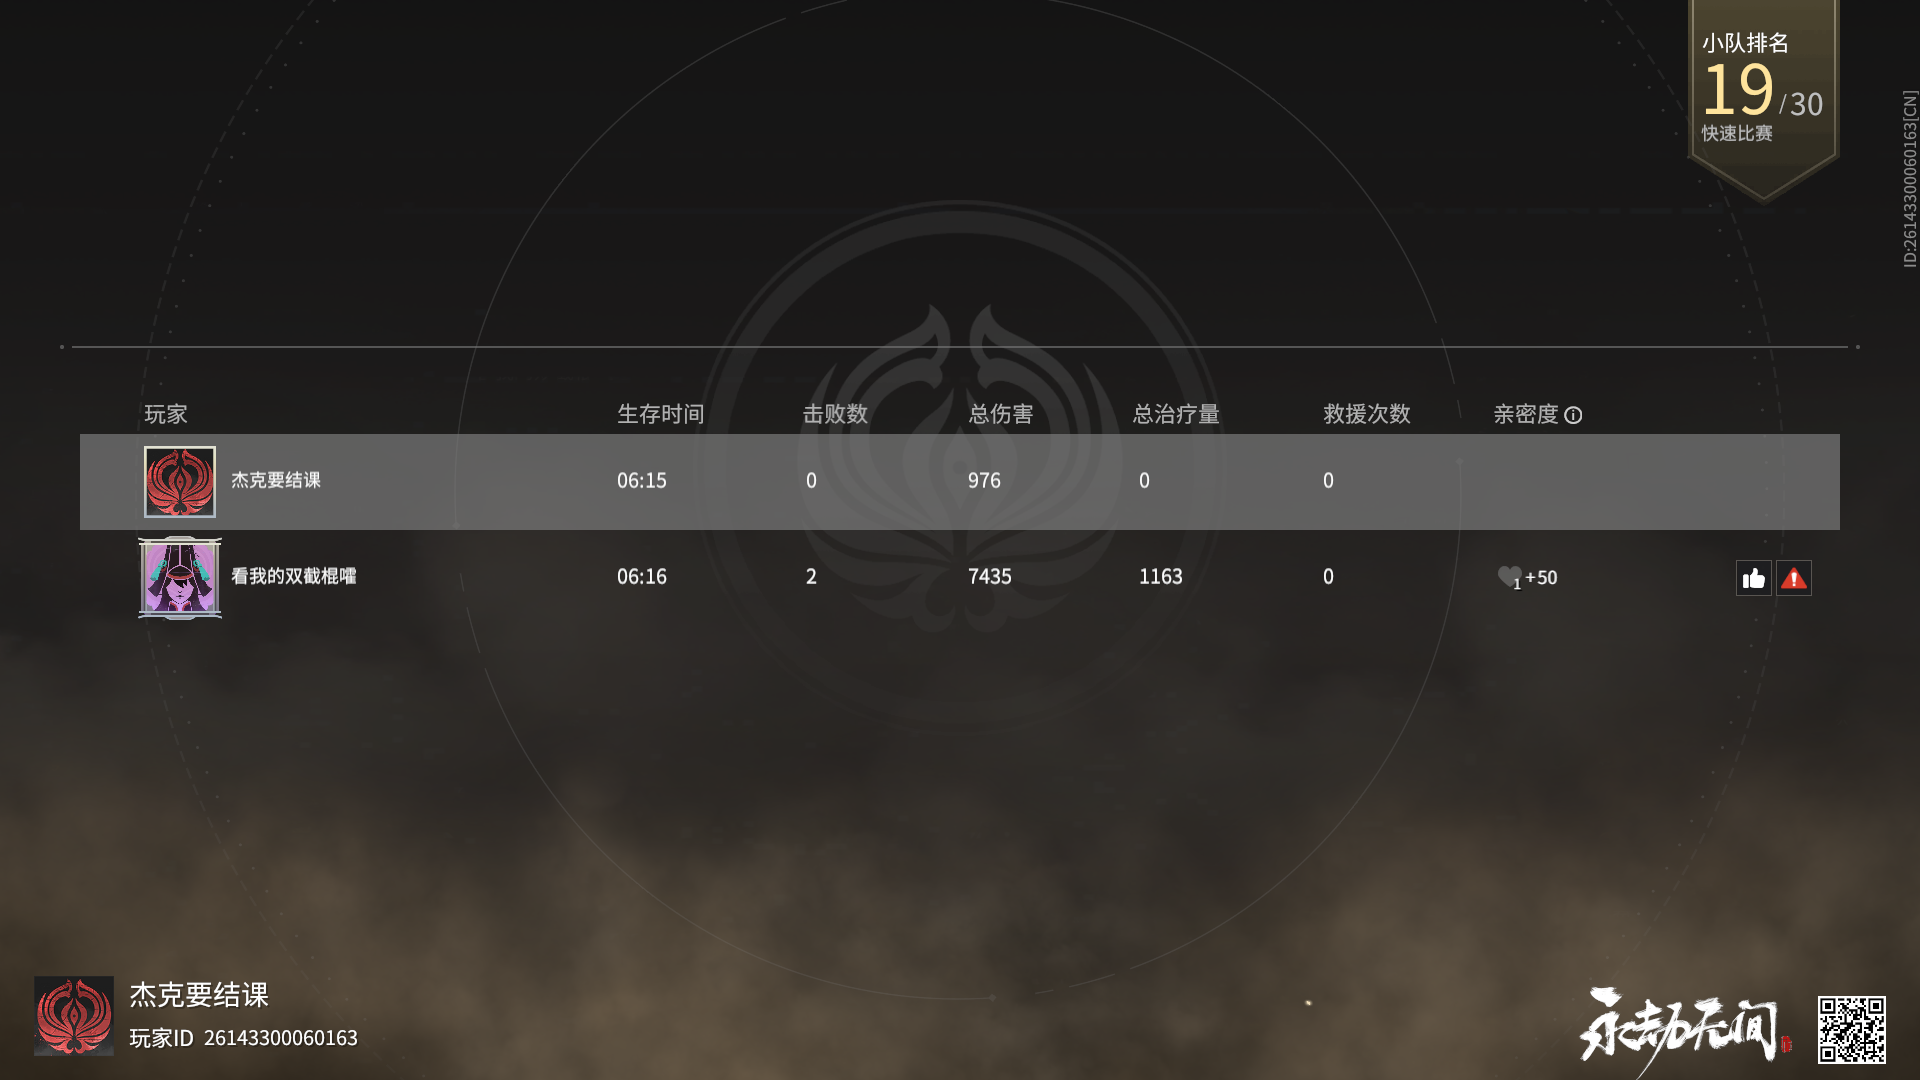 小队排名
19/30
快速比赛
ID:26143300060163[CN]
玩家 生存时间 击败数 总伤害 总治疗量 救援次数 亲密度
杰克要结课 06:15 0 976 0 0
看我的双截棍嚯 06:16 2 7435 1163 0 1 +50
杰克要结课
玩家ID 26143300060163
永劫无间